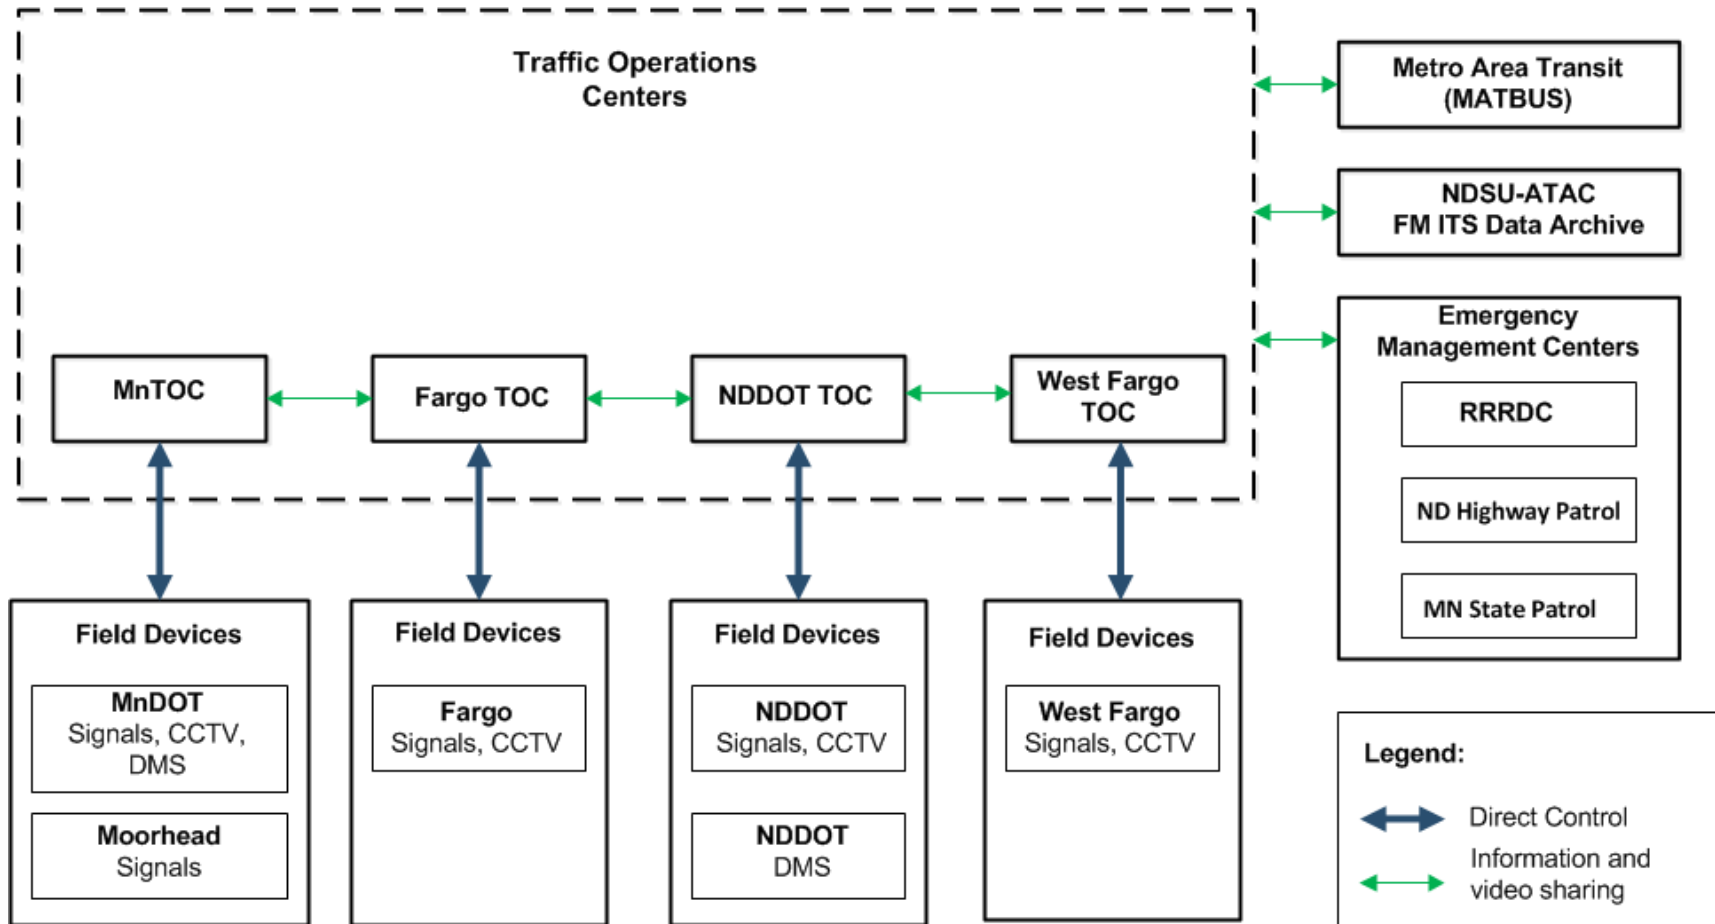 Traffic Operations
Centers
Metro Area Transit
(MATBUS)
NDSU-ATAC
FM ITS Data Archive
Emergency
Management Centers
RRRDC
ND Highway Patrol
MN State Patrol
MnTOC
Fargo TOC
NDDOT TOC
West Fargo
TOC
Field Devices
MnDOT
Signals, CCTV,
DMS
Moorhead
Signals
Field Devices
Fargo
Signals, CCTV
Field Devices
NDDOT
Signals, CCTV
NDDOT
DMS
Field Devices
West Fargo
Signals, CCTV
Legend:
Direct Control
Information and
video sharing